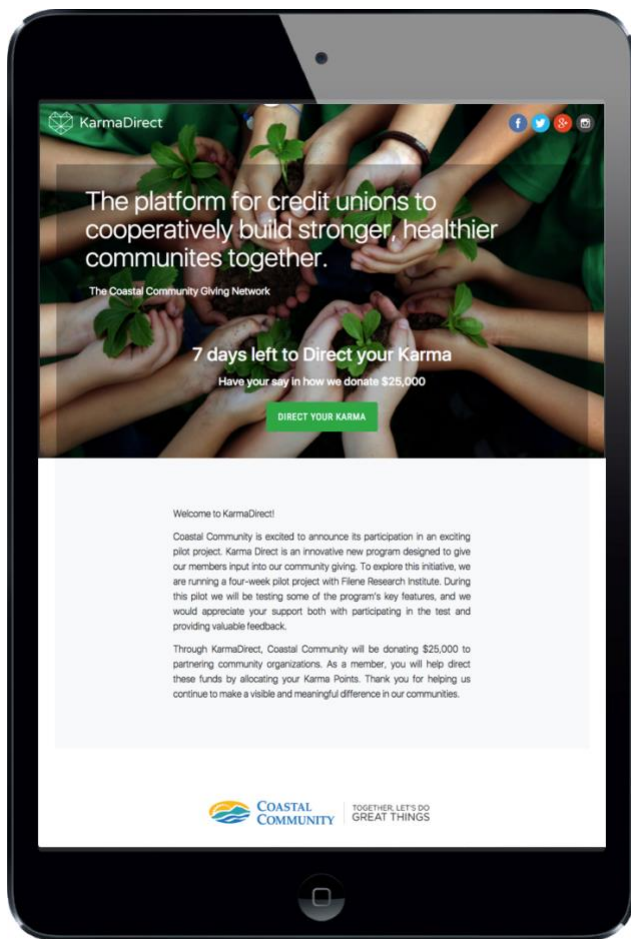 KarmaDirect
The platform for credit unions to
cooperatively build stronger, healthier
communites together.
The Coastal Community Giving Network
7 days left to Direct your Karma
Have your say in how we donate $25,000
DIRECT YOUR KARMA
Welcome to KarmaDirect!
Coastal Community is excited to announce its participation in an exciting
pilot project. Karma Direct is an innovative new program designed to give
our members input into our community giving. To explore this initiative, we
are running a four-week pilot project with Filene Research Institute. During
this pilot we will be testing some of the program's key features, and we
would appreciate your support both with participating in the test and
providing valuable feedback.
Through KarmaDirect, Coastal Community will be donating $25,000 to
partnering community organizations. As a member, you will help direct
these funds by allocating your Karma Points. Thank you for helping us
continue to make a visible and meaningful difference in our communities.
COASTAL
COMMUNITY
TOGETHER, LET'S DO
GREAT THINGS